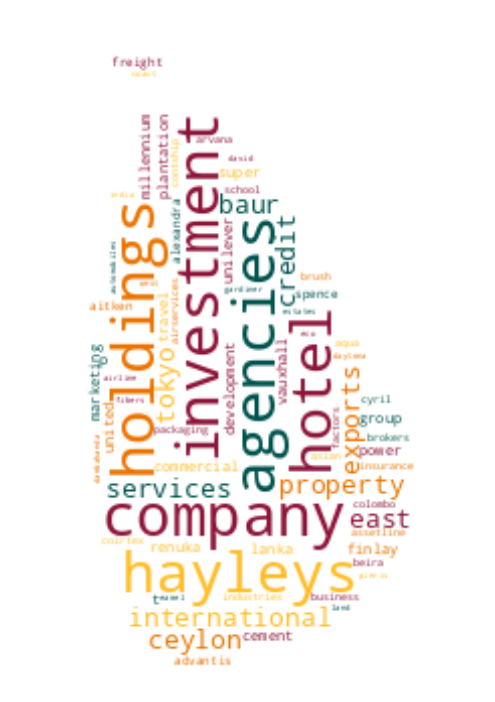 freight
millennium
plantation
investment
arvana
david
super
school
baur
holdings
alexandra
unilever
agencies
credit
gardiner
brush
spence
estates
automobiles
aitken
travel
airservices
hotel
tokyo
development
vauxhall
aqua
marketing
airline
fibers
united
packaging
exports
factors
cyril
group
brokers
power
asian
insurance
commercial
services
property
company
colombo
east
assetline
renuka
lanka
finlay
hayleys
beira
t
industries
business
land
international
ceylon
cement
advantis